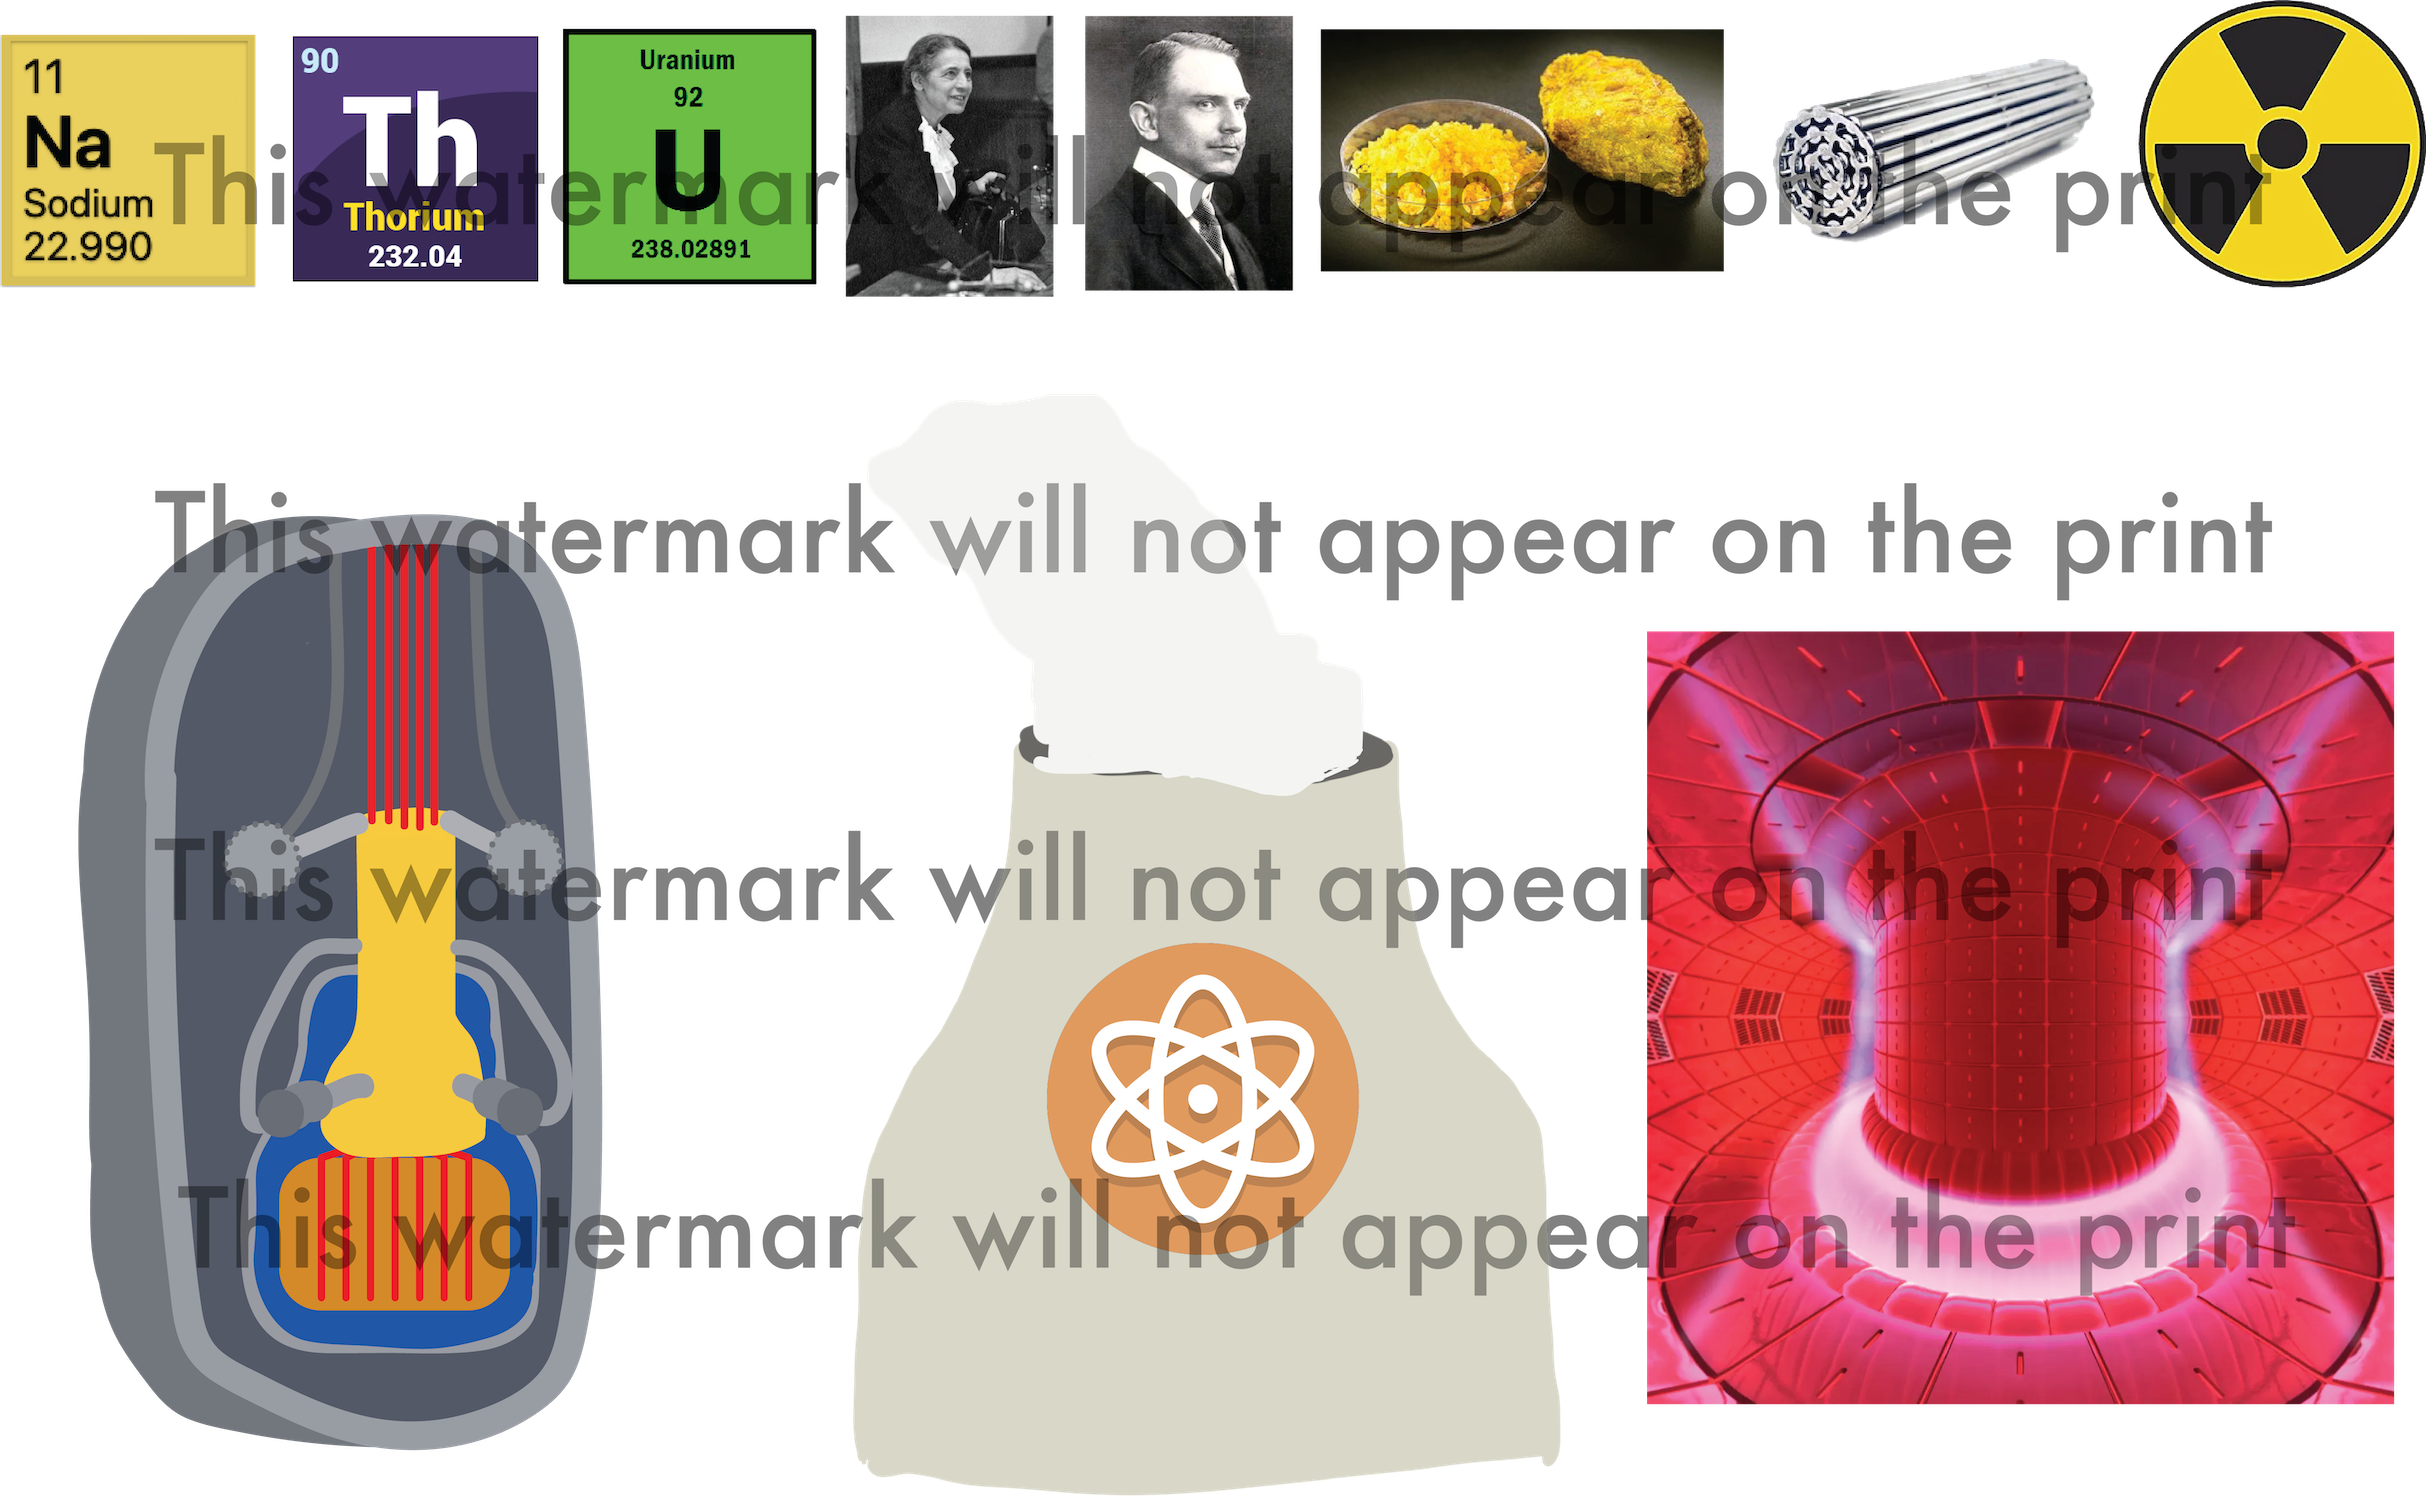 11
Na
Sodium
22.990
90
Th
Thorium
232.04
Uranium
92
U
238.02891
This watermark will not appear on the print
This watermark will not appear on the print
This watermark will not appear on the print
This watermark will not appear on the print